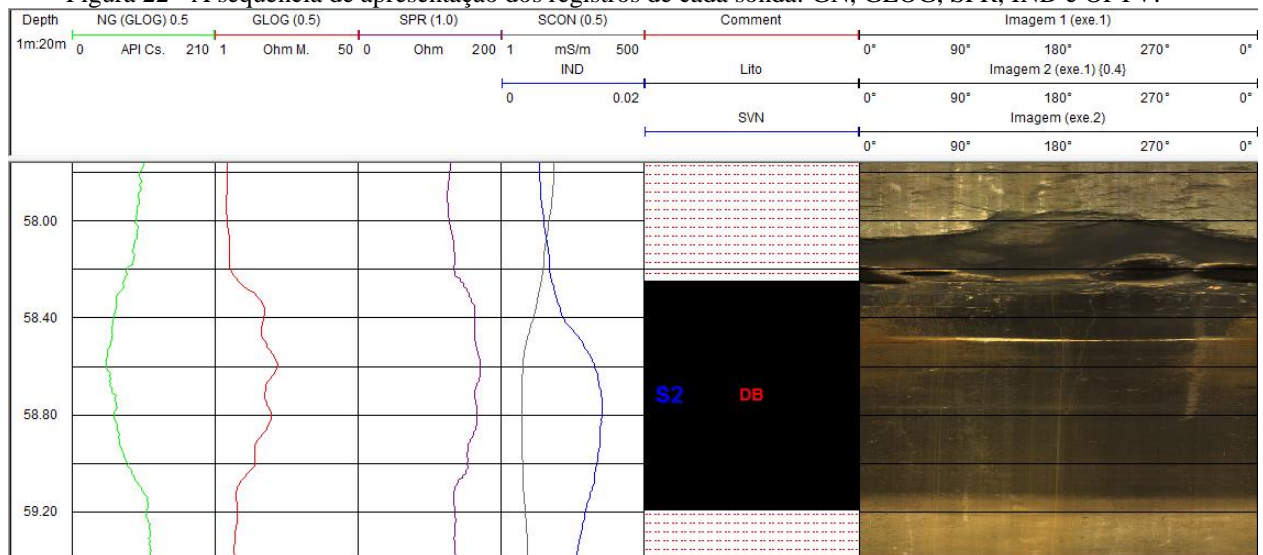 Figura 22 - A sequência de apresentação dos registros de cada sonda: GN, GLOG, SPR, IND e OPTV.
Depth NG (GLOG) 0.5 GLOG (0.5) SPR (1.0) SCON (0.5) Comment Imagem 1 (exe.1)
1m:20m 0 API Cs. 210 1 Ohm M. 50 0 Ohm 200 1 mS/m 500 0° 90° 180° 270° 0°
IND Lito Imagem 2 (exe.1) {0.4}
0 0.02 0° 90° 180° 270° 0°
SVN Imagem (exe.2)
0° 90° 180° 270° 0°
58.00
58.40
58.80
S2 DB
59.20